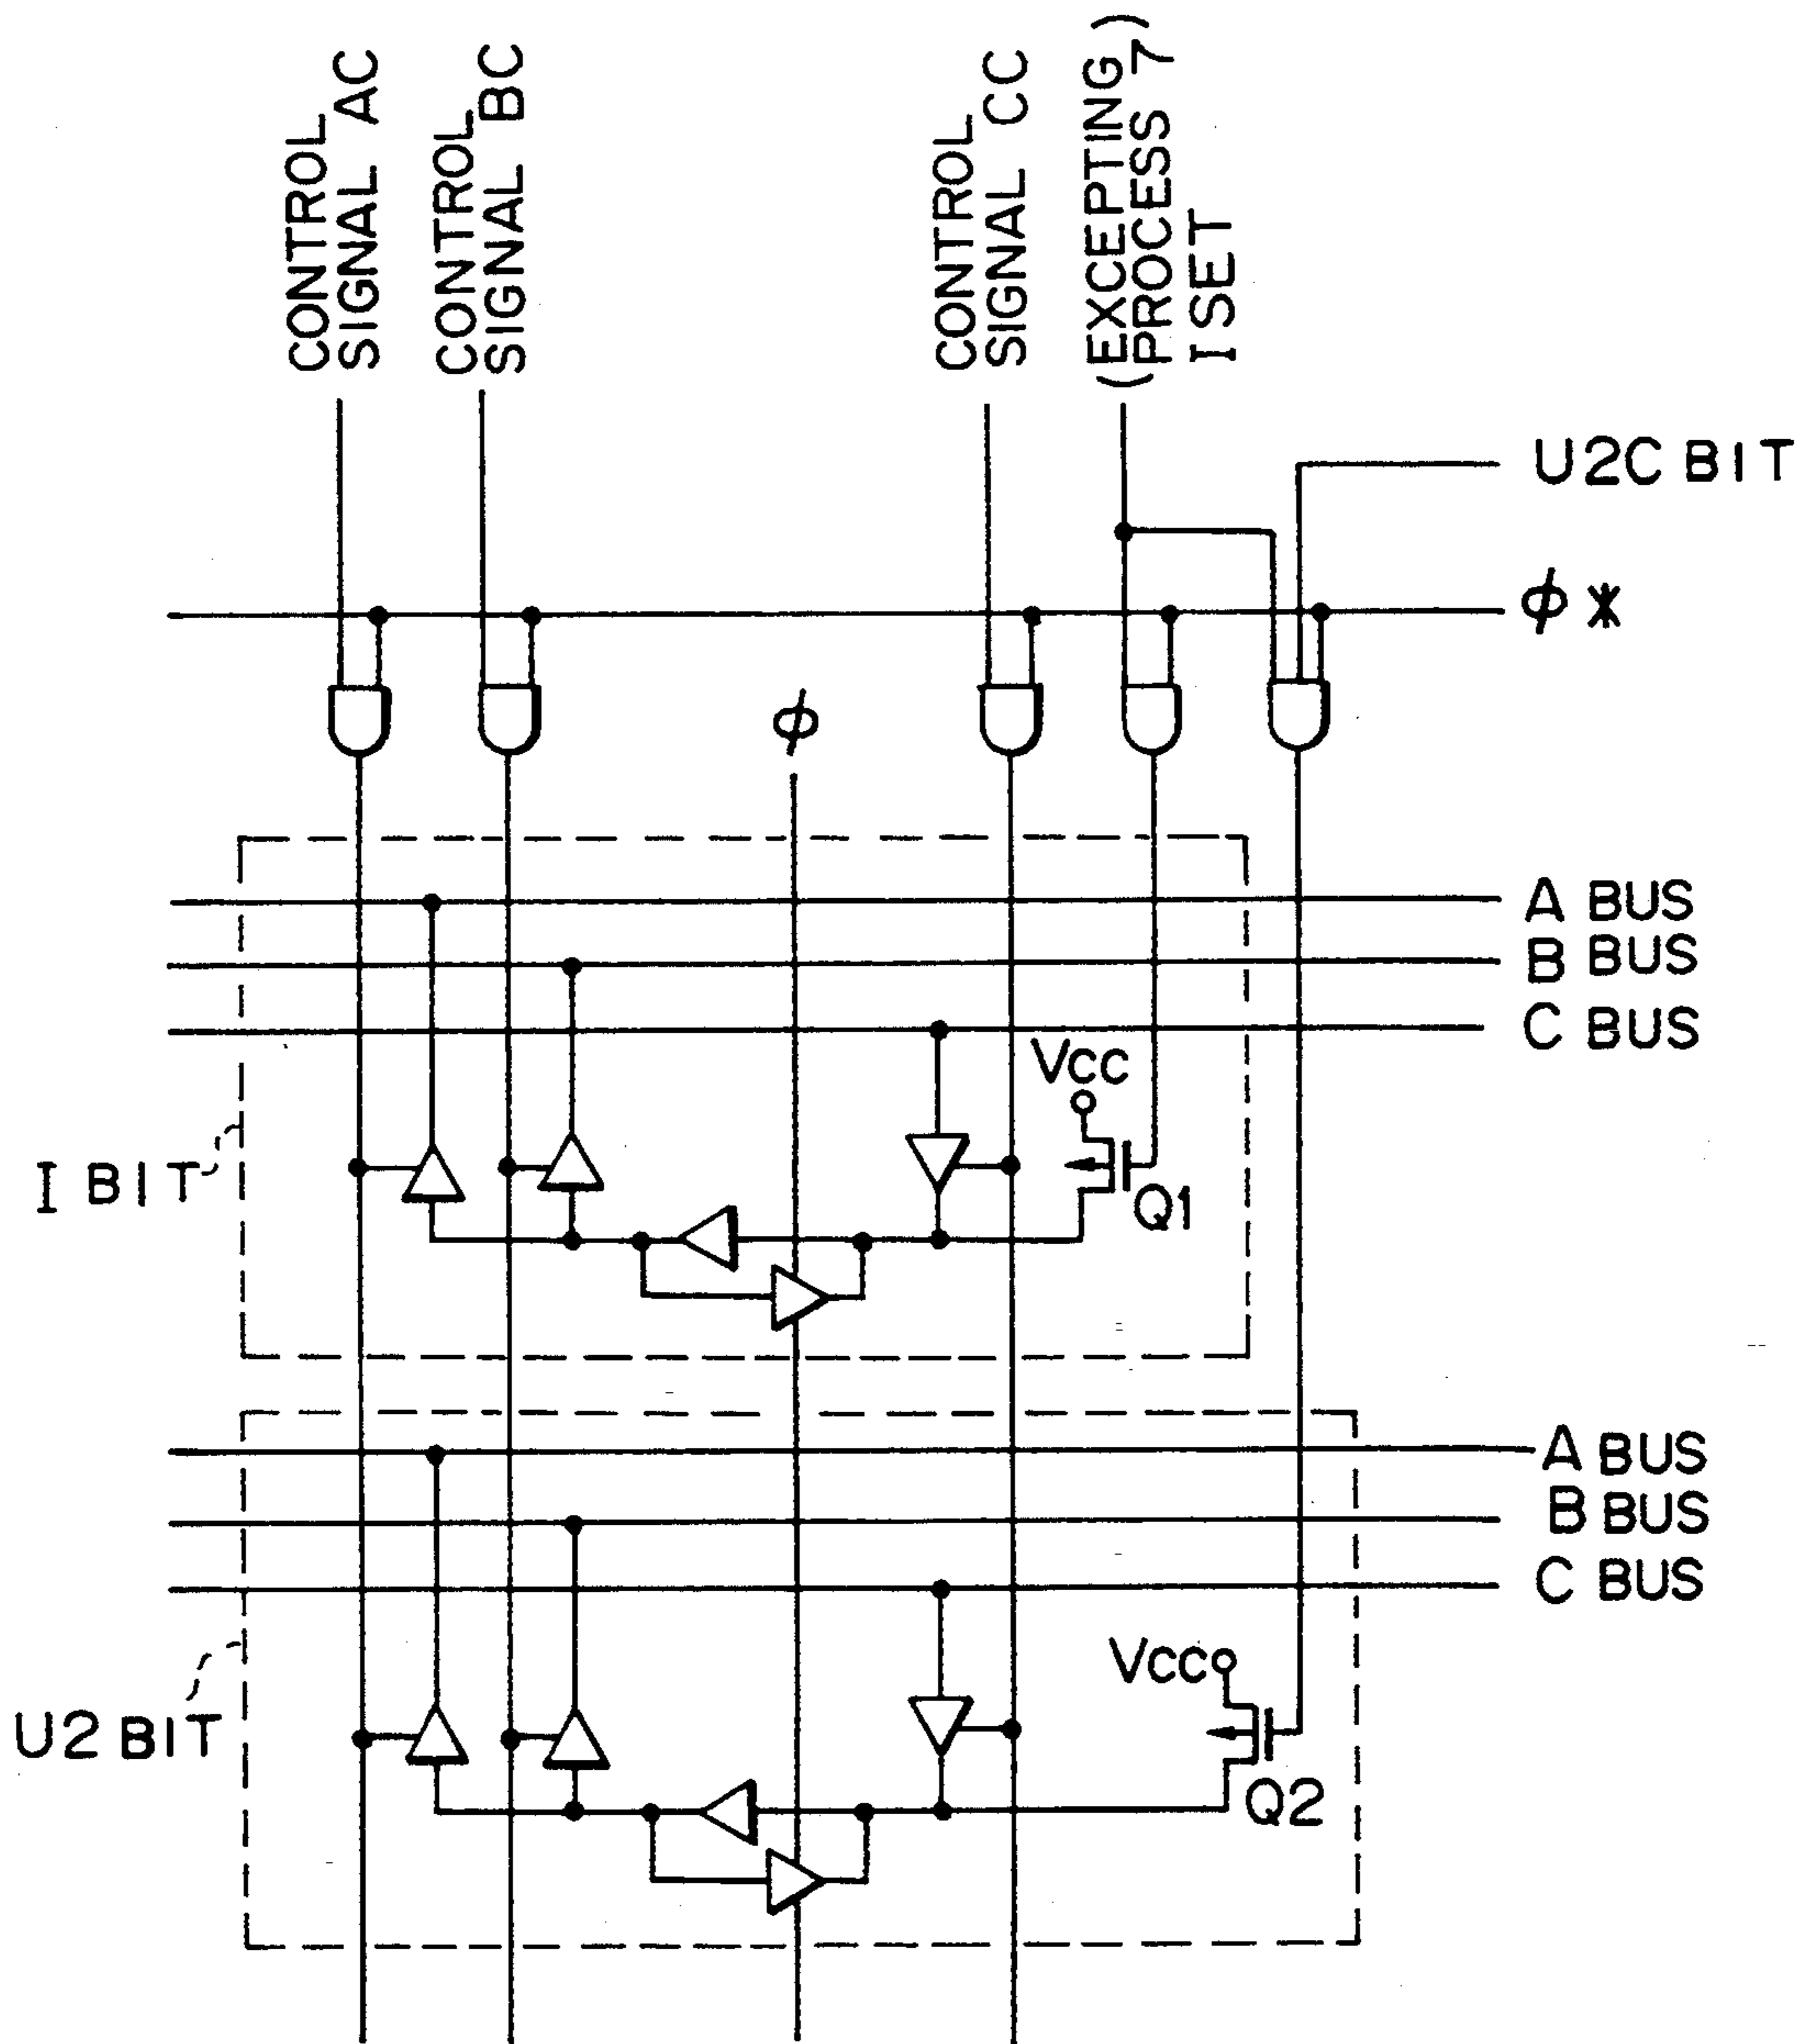 CONTROL
SIGNAL AC
CONTROL
SIGNAL BC
CONTROL
SIGNAL CC
(EXCEPTING)
(PROCESS 7)
I SET
U2C BIT
φ *
φ
A BUS
B BUS
C BUS
Vcc
Q1
I BIT
A BUS
B BUS
C BUS
Vcc
Q2
U2 BIT